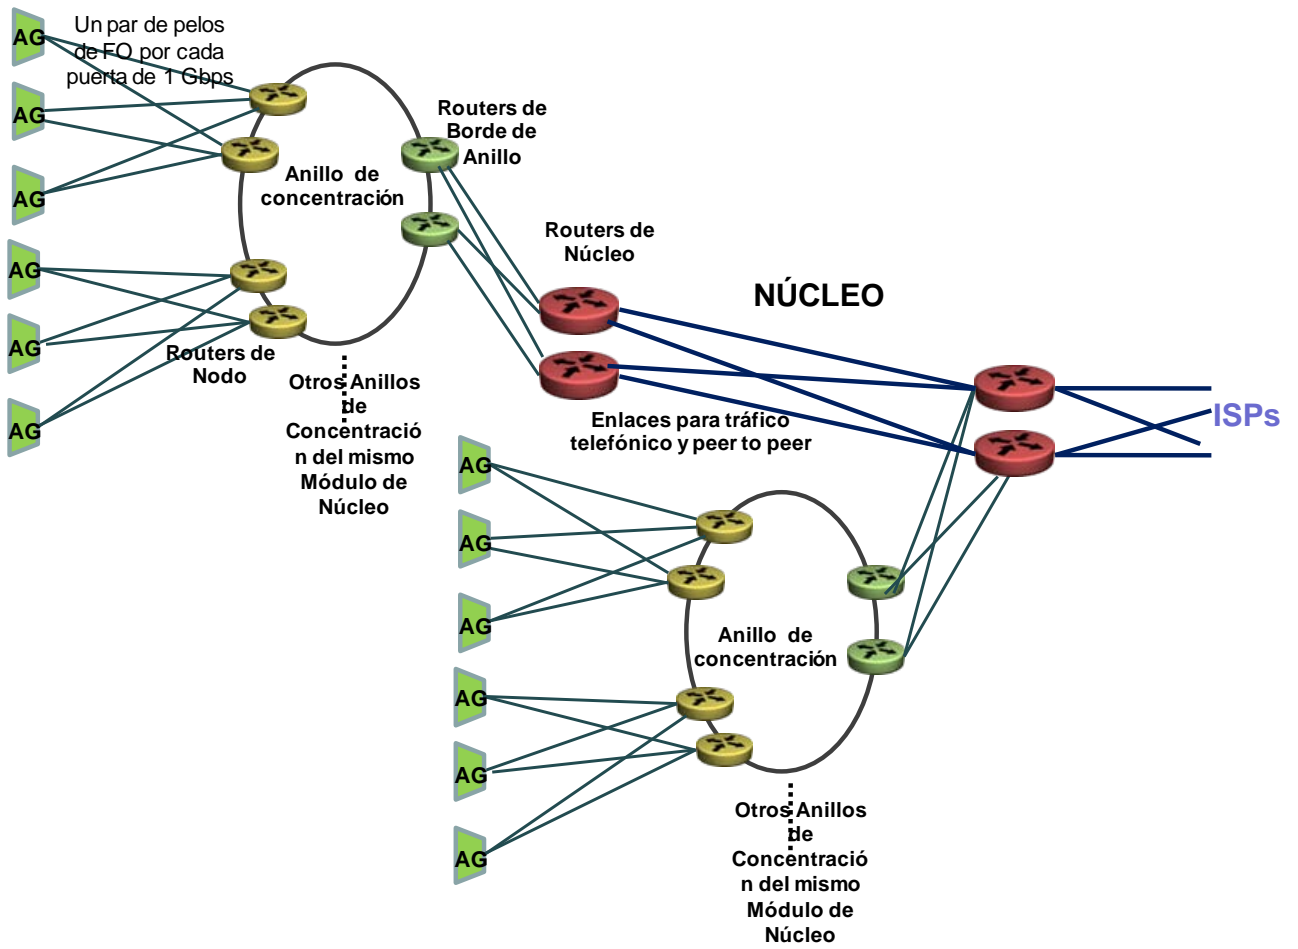 AG
Un par de pelos
de FO por cada
puerta de 1 Gbps
AG
AG
AG
AG
AG
Routers de
Borde de
Anillo
Anillo de
concentración
Routers de
Núcleo
NÚCLEO
Routers de
Nodo
Otros Anillos
de
Concentració
n del mismo
Módulo de
Núcleo
Enlaces para tráfico
telefónico y peer to peer
ISPs
AG
AG
AG
AG
AG
AG
Anillo de
concentración
Otros Anillos
de
Concentració
n del mismo
Módulo de
Núcleo